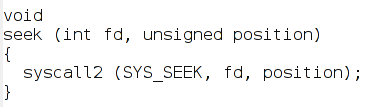 void
seek (int fd, unsigned position)
{
  syscall2 (SYS_SEEK, fd, position);
}